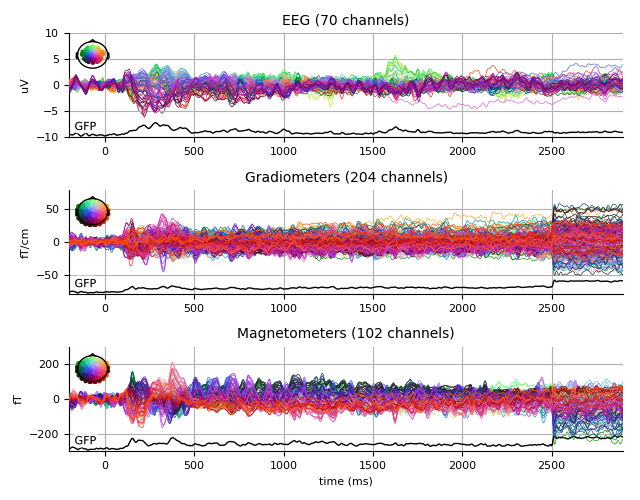 EEG (70 channels)
10
5
0
−5
−10
uV
GFP
0 500 1000 1500 2000 2500
Gradiometers (204 channels)
50
0
−50
fT/cm
GFP
0 500 1000 1500 2000 2500
Magnetometers (102 channels)
200
0
−200
fT
GFP
0 500 1000 1500 2000 2500
time (ms)